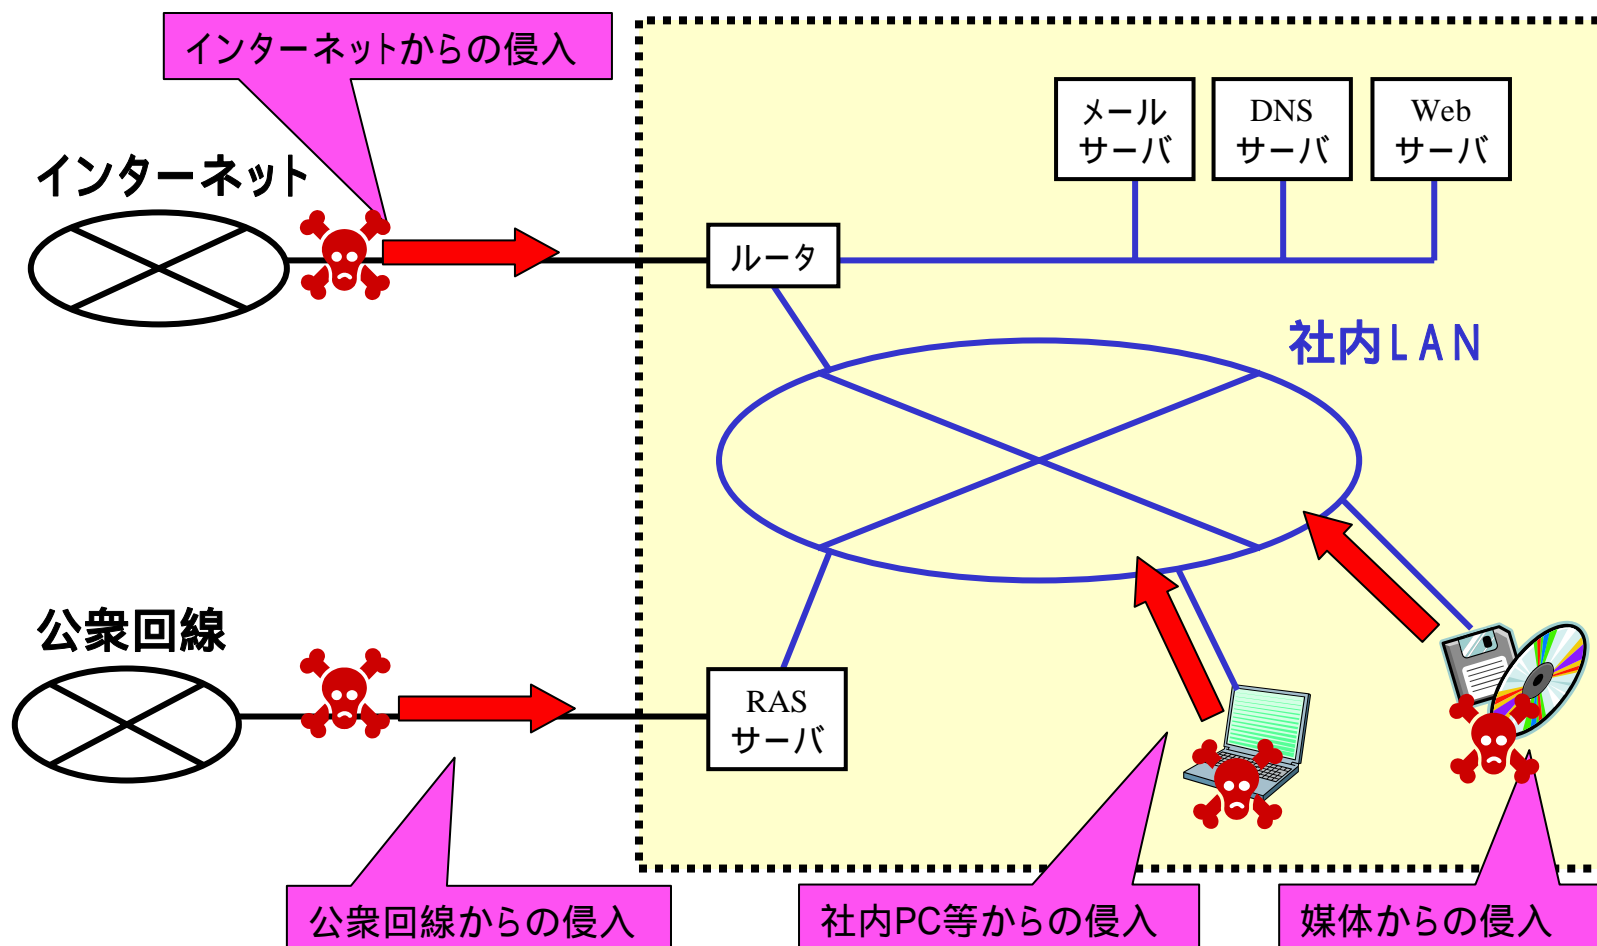 インターネットからの侵入
メール
サーバ
DNS
サーバ
Web
サーバ
インターネット
ルータ
社内LAN
公衆回線
RAS
サーバ
公衆回線からの侵入
社内PC等からの侵入
媒体からの侵入